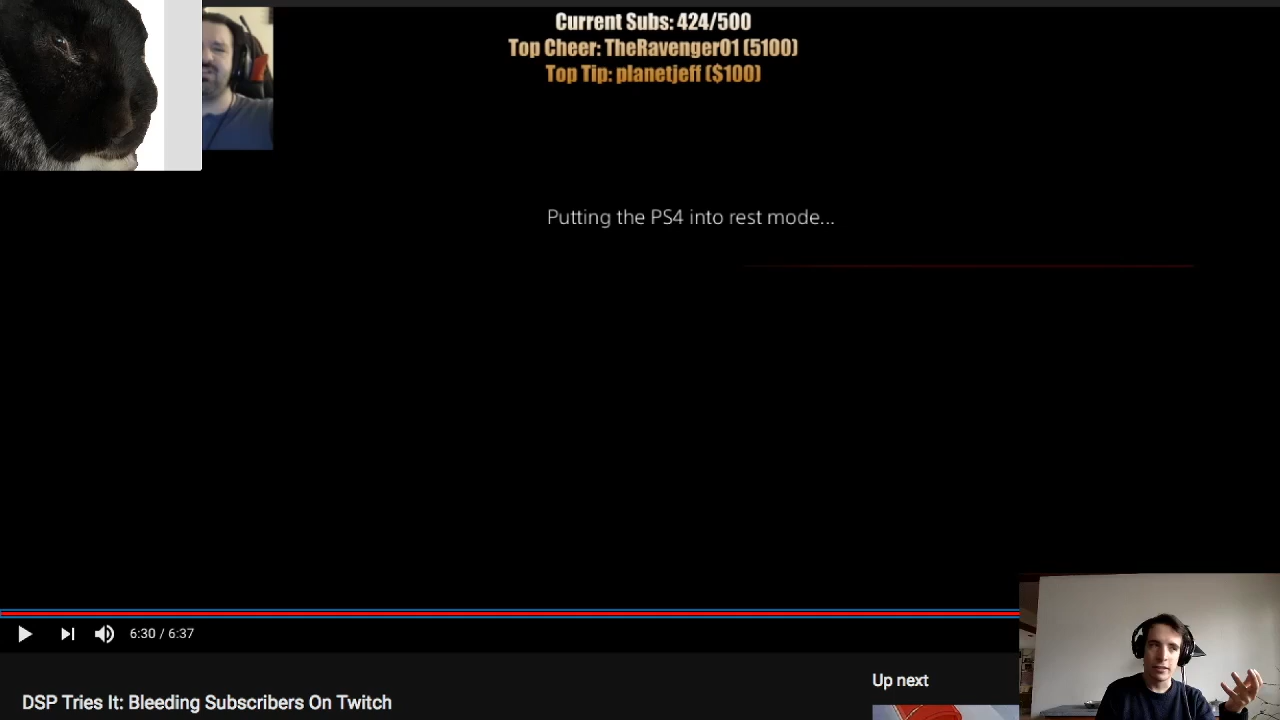 Current Subs: 424/500
Top Cheer: TheRavenger01 (5100)
Top Tip: planetjeff ($100)
Putting the PS4 into rest mode...
6:30 / 6:37
DSP Tries It: Bleeding Subscribers On Twitch
Up next